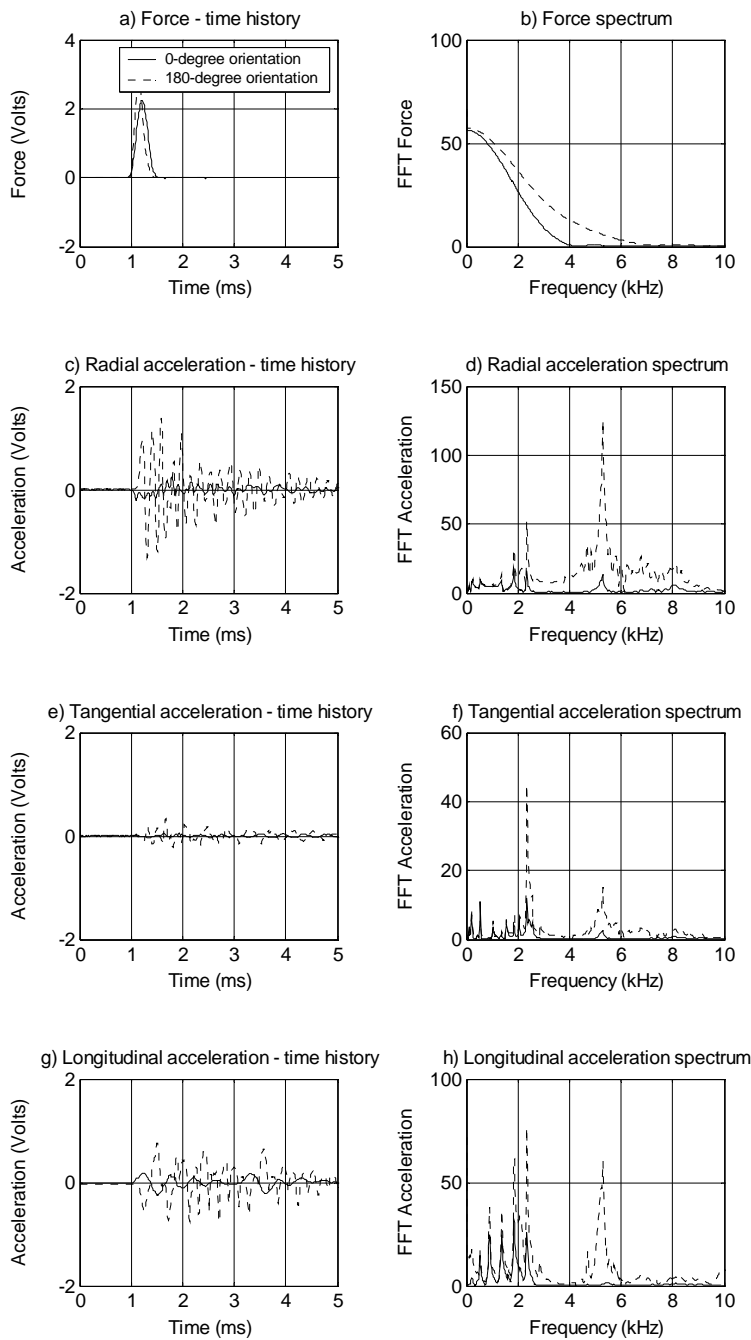 a) Force - time history
4
2
0
-2
0 1 2 3 4 5
Force (Volts)
Time (ms)
0-degree orientation
180-degree orientation
b) Force spectrum
100
50
0
0 2 4 6 8 10
FFT Force
Frequency (kHz)
c) Radial acceleration - time history
2
0
-2
0 1 2 3 4 5
Acceleration (Volts)
Time (ms)
d) Radial acceleration spectrum
150
100
50
0
0 2 4 6 8 10
FFT Acceleration
Frequency (kHz)
e) Tangential acceleration - time history
2
0
-2
0 1 2 3 4 5
Acceleration (Volts)
Time (ms)
f) Tangential acceleration spectrum
60
40
20
0
0 2 4 6 8 10
FFT Acceleration
Frequency (kHz)
g) Longitudinal acceleration - time history
2
0
-2
0 1 2 3 4 5
Acceleration (Volts)
Time (ms)
h) Longitudinal acceleration spectrum
100
50
0
0 2 4 6 8 10
FFT Acceleration
Frequency (kHz)